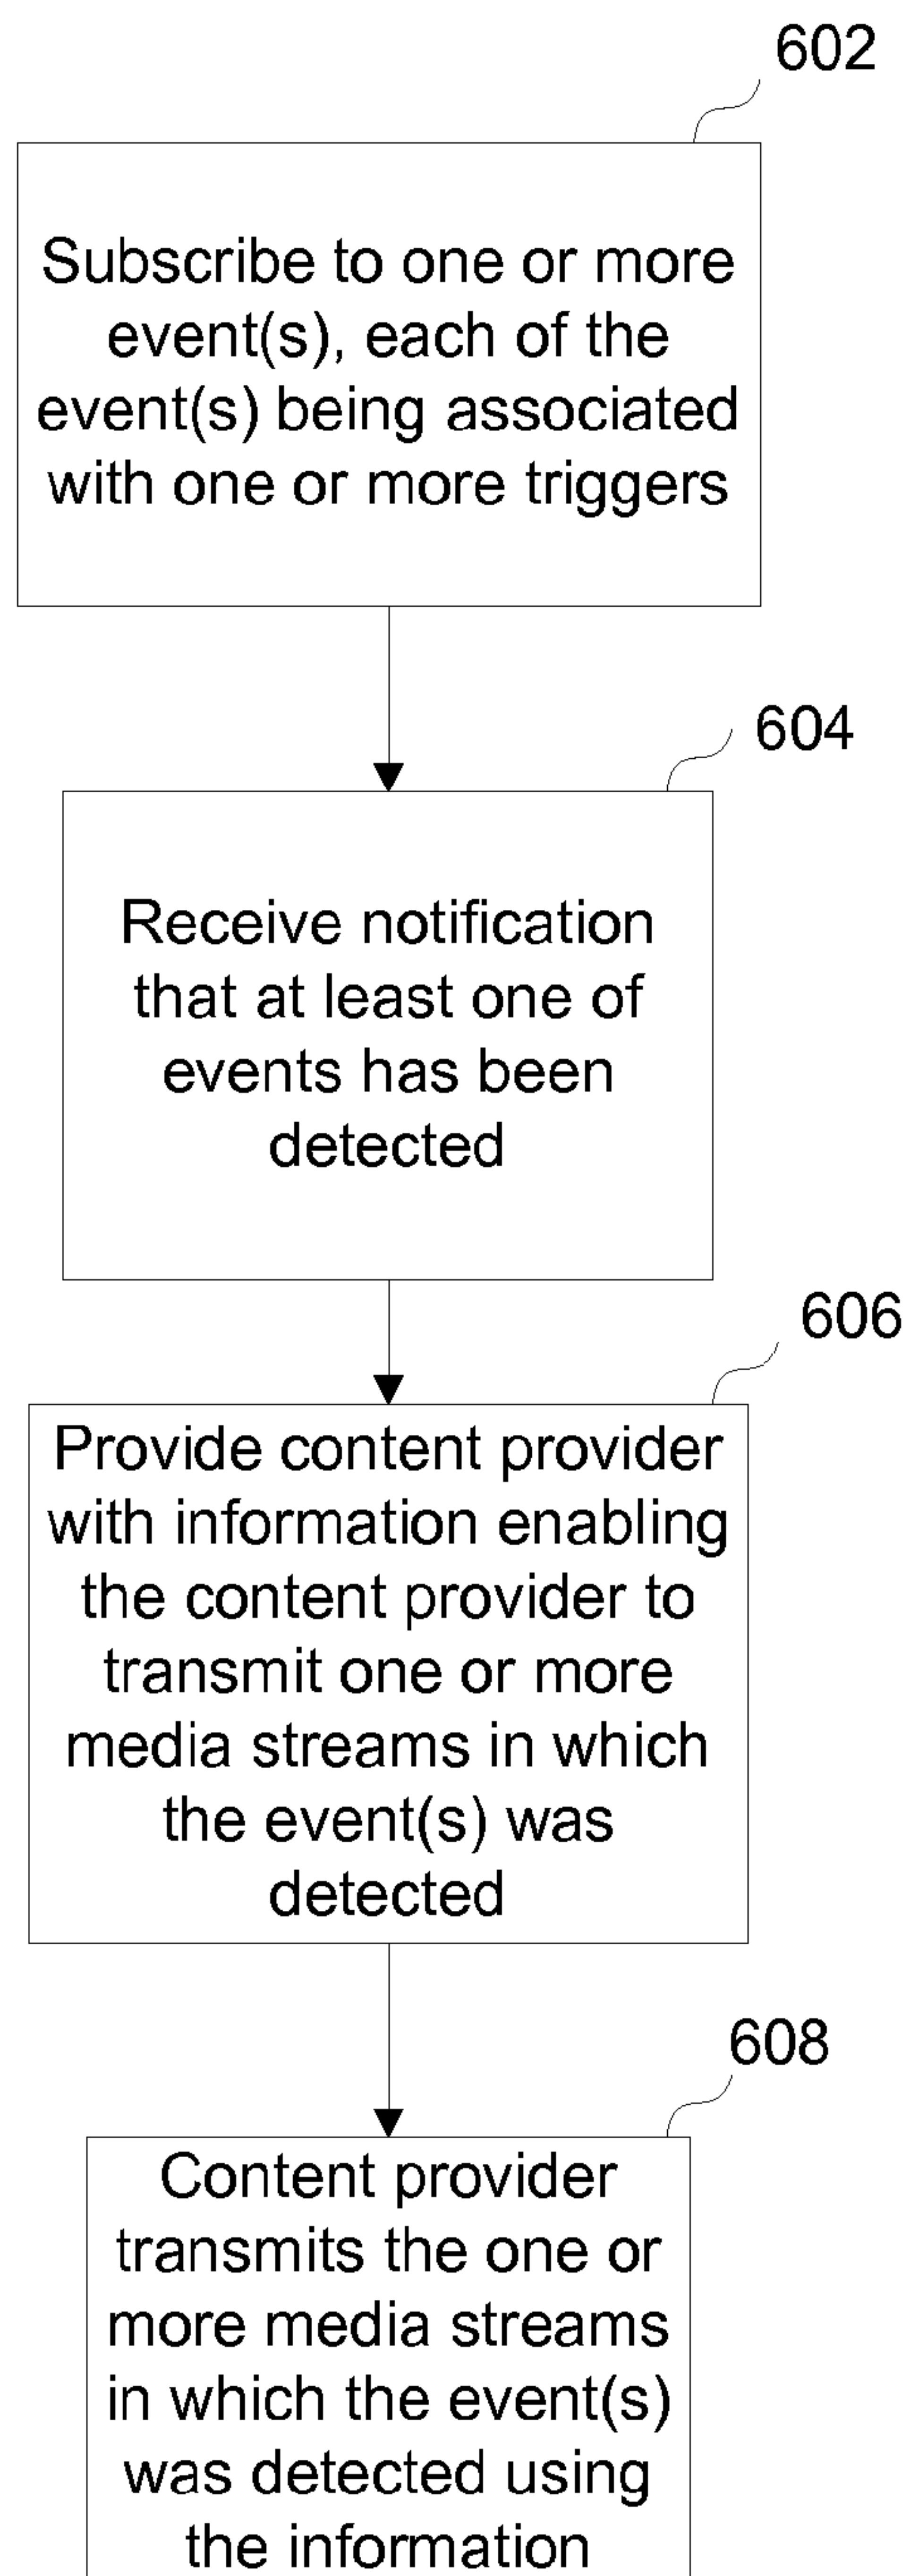 602
Subscribe to one or more
event(s), each of the
event(s) being associated
with one or more triggers
604
Receive notification
that at least one of
events has been
detected
606
Provide content provider
with information enabling
the content provider to
transmit one or more
media streams in which
the event(s) was
detected
608
Content provider
transmits the one or
more media streams
in which the event(s)
was detected using
the information